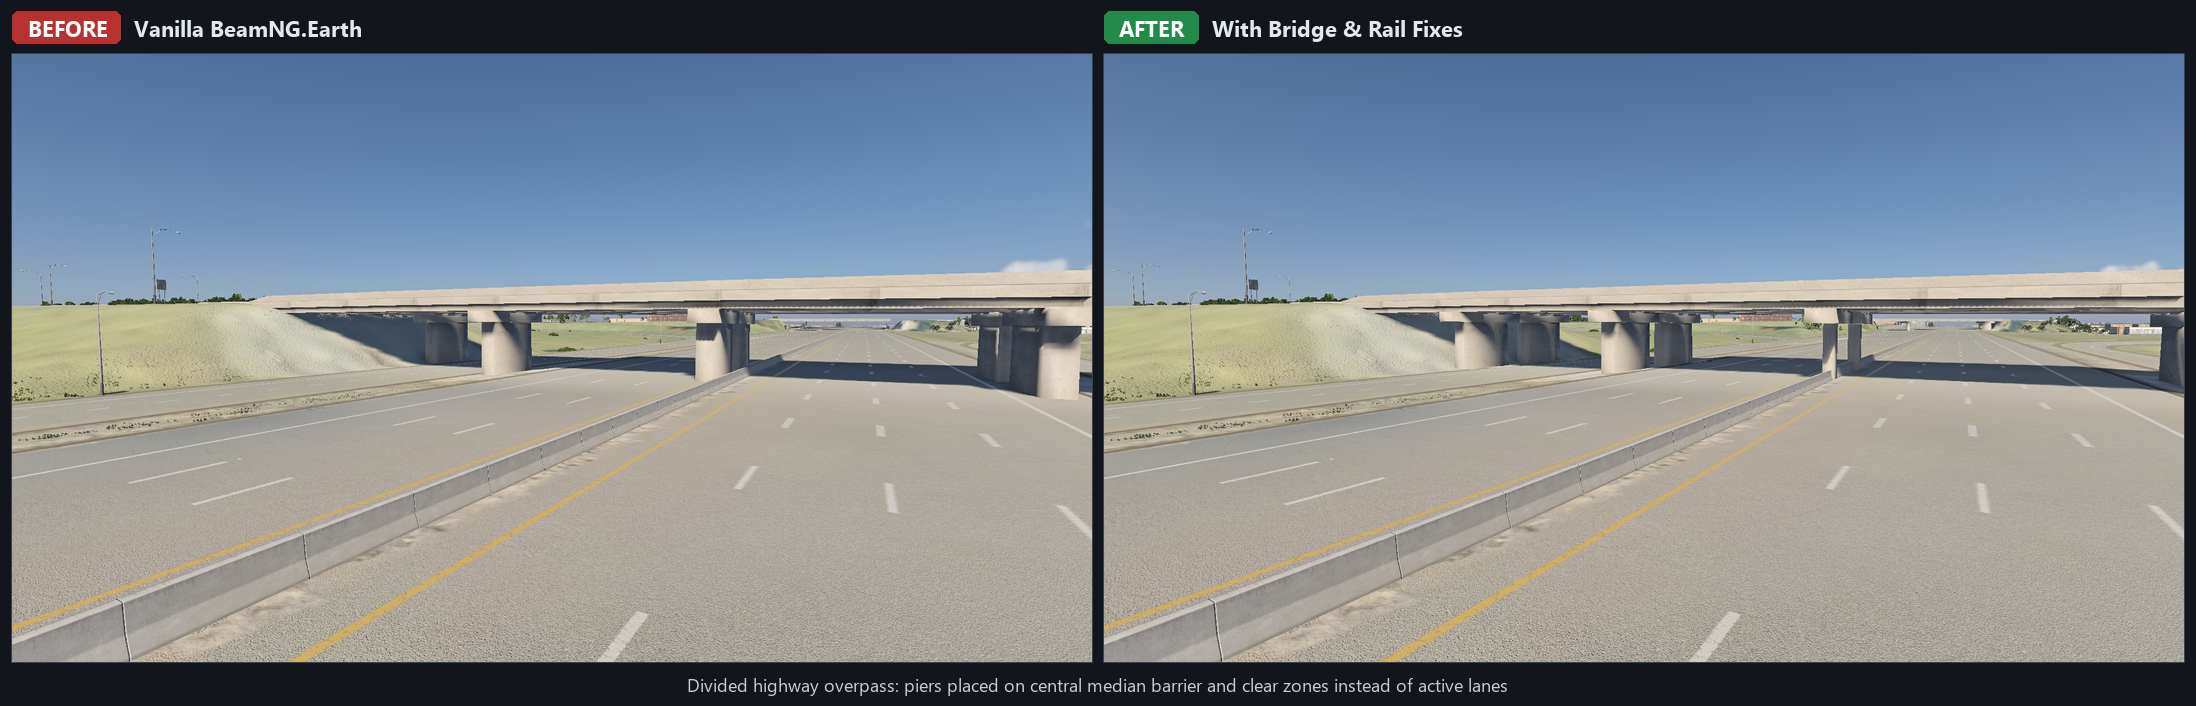 BEFORE Vanilla BeamNG.Earth
AFTER With Bridge & Rail Fixes
Divided highway overpass: piers placed on central median barrier and clear zones instead of active lanes